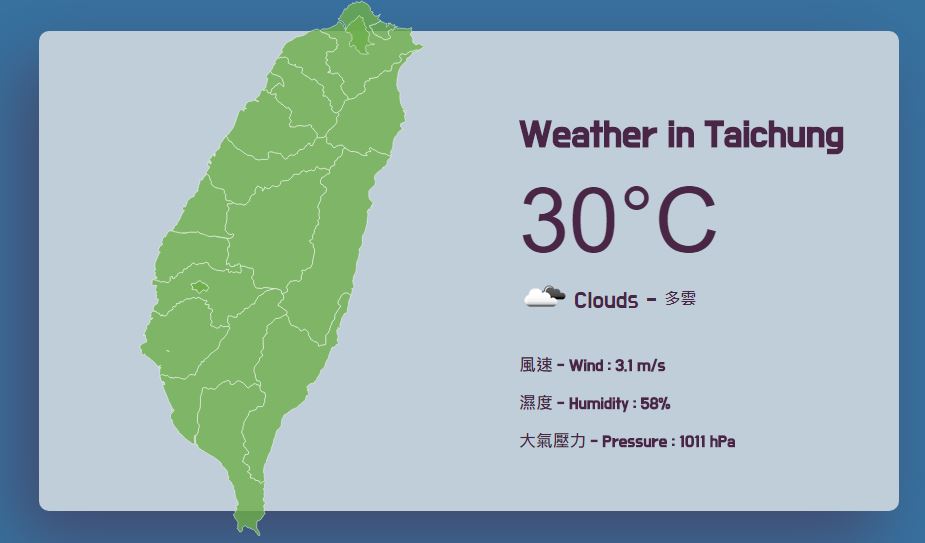 Weather in Taichung
30°C
Clouds - 多雲
風速 - Wind : 3.1 m/s
濕度 - Humidity : 58%
大氣壓力 - Pressure : 1011 hPa